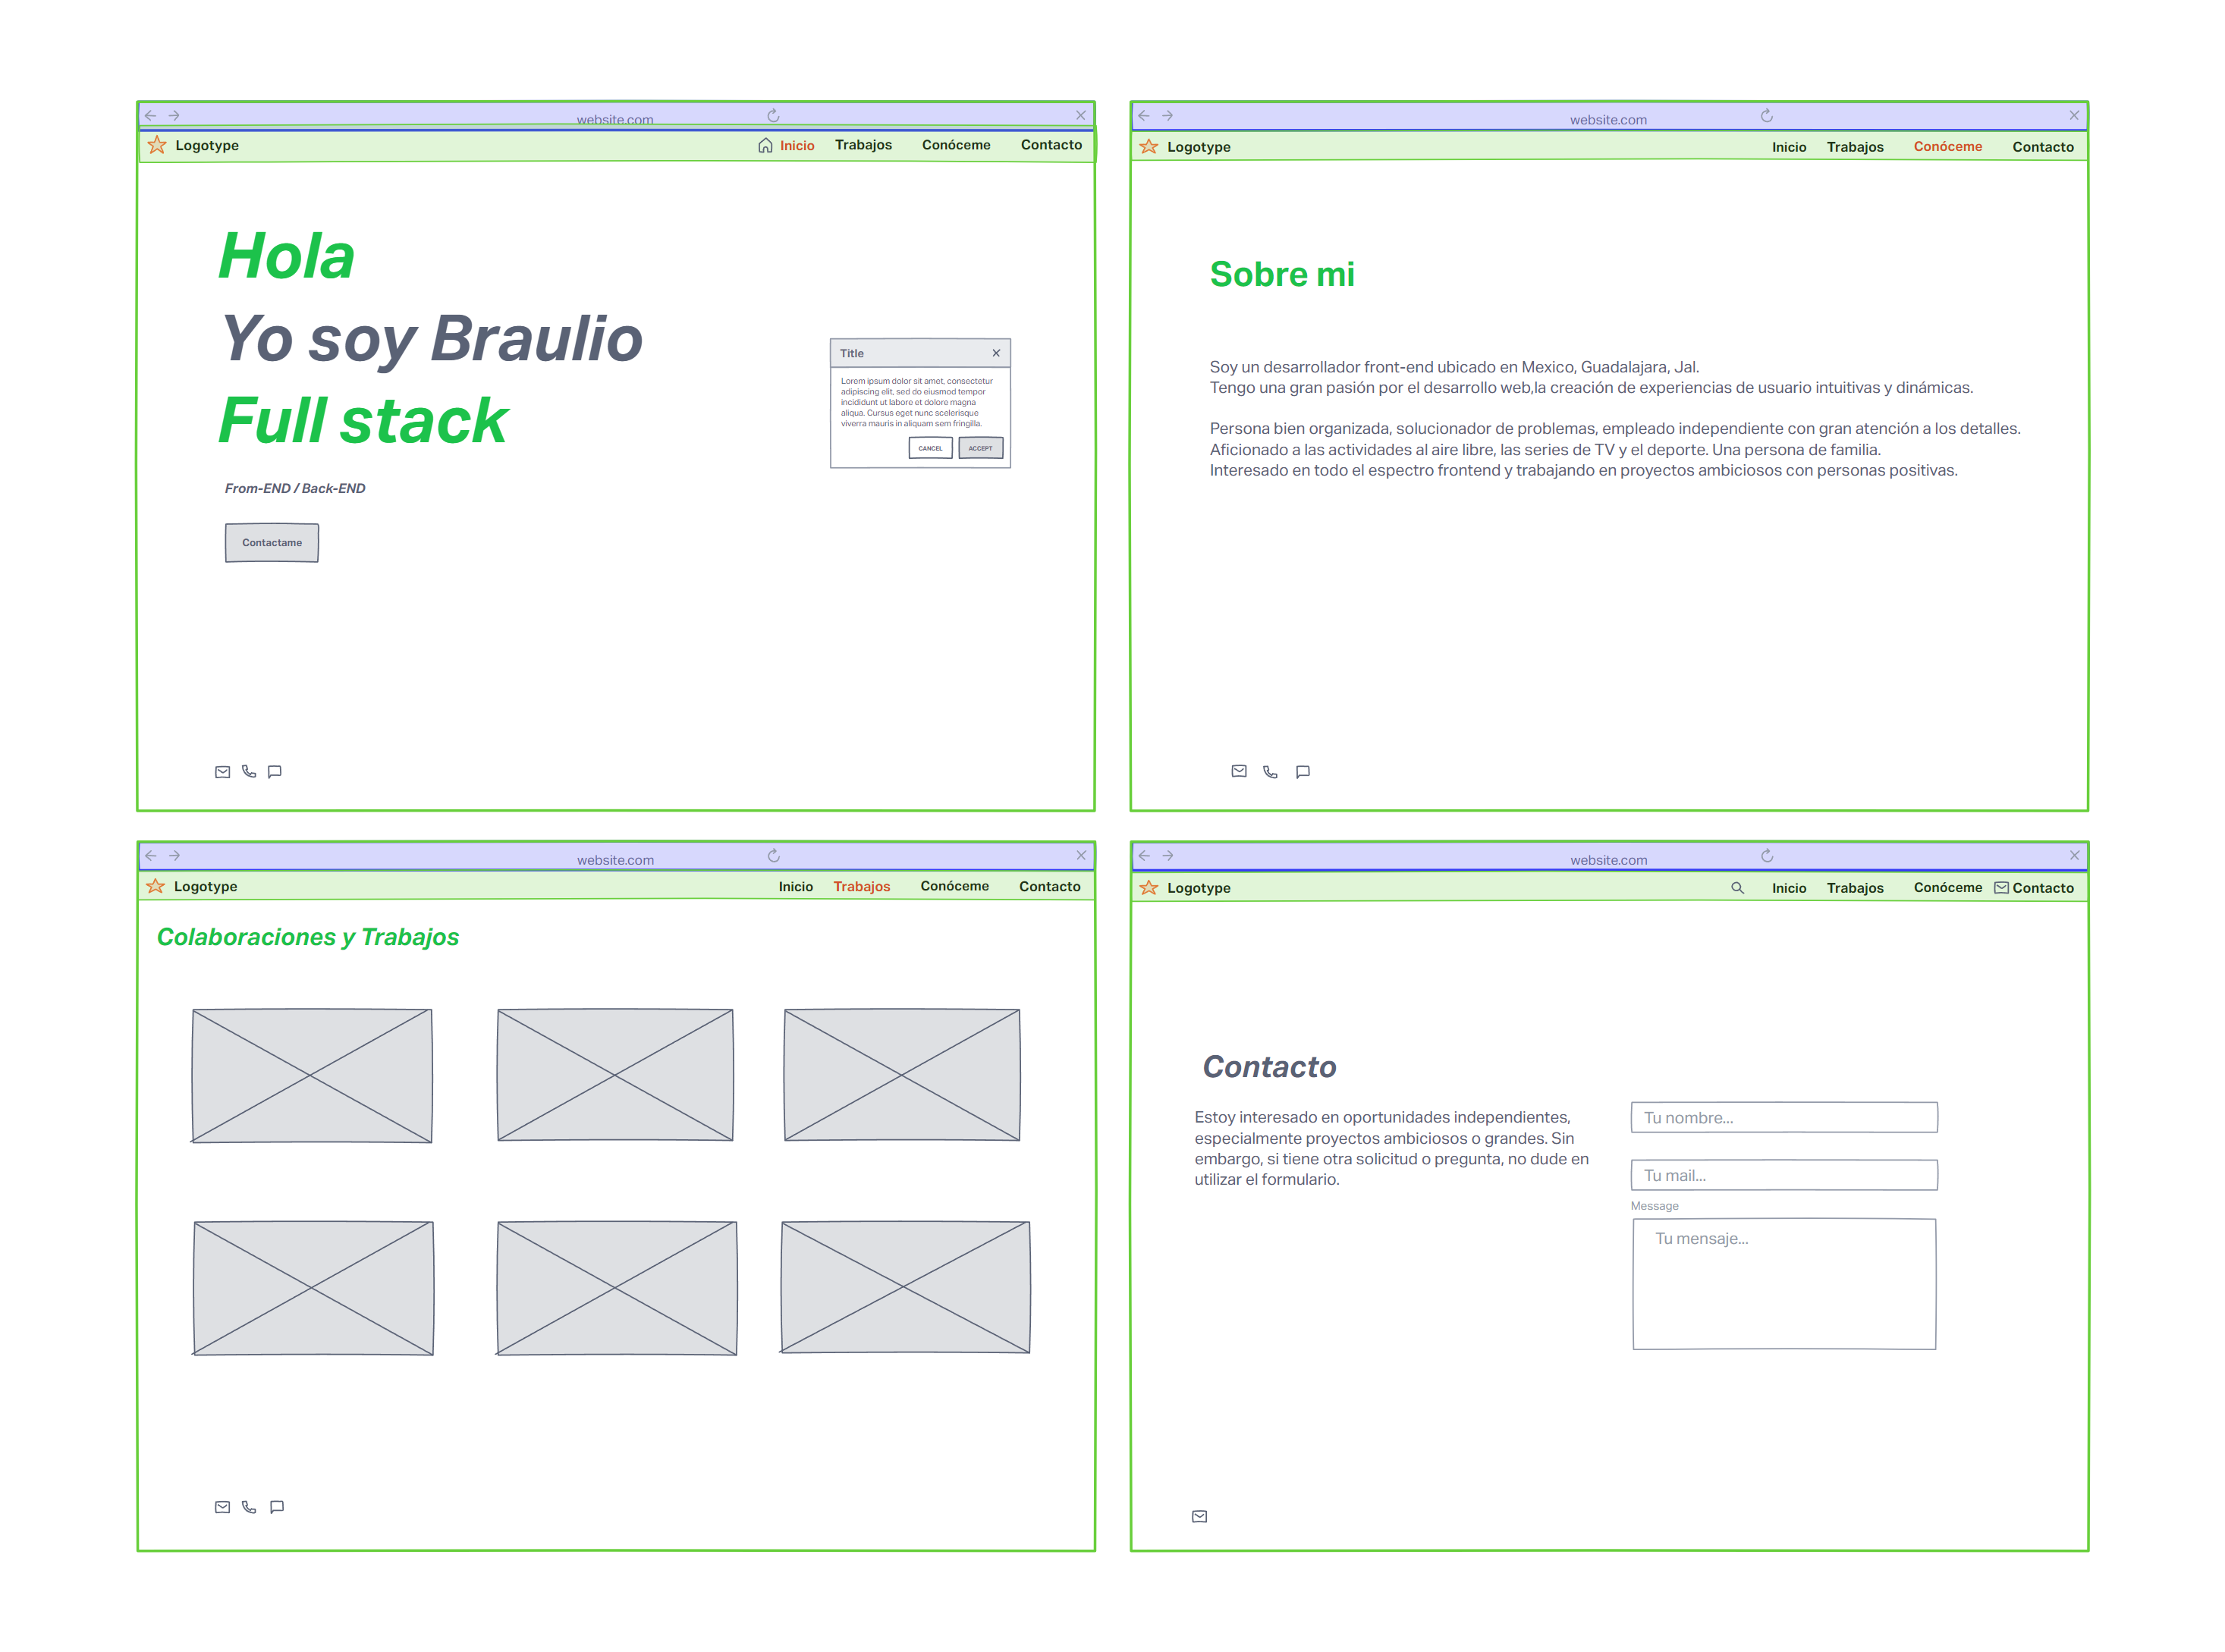 website.com
Logotype
Inicio Trabajos Conóceme Contacto
Hola
Yo soy Braulio
Full stack
From-END / Back-END
Contactame
Title
Lorem ipsum dolor sit amet, consectetur
adipiscing elit, sed do eiusmod tempor
incididunt ut labore et dolore magna
aliqua. Cursus eget nunc scelerisque
viverra mauris in aliquam sem fringilla.
CANCEL ACCEPT
website.com
Logotype
Inicio Trabajos Conóceme Contacto
Sobre mi
Soy un desarrollador front-end ubicado en Mexico, Guadalajara, Jal.
Tengo una gran pasión por el desarrollo web,la creación de experiencias de usuario intuitivas y dinámicas.
Persona bien organizada, solucionador de problemas, empleado independiente con gran atención a los detalles.
Aficionado a las actividades al aire libre, las series de TV y el deporte. Una persona de familia.
Interesado en todo el espectro frontend y trabajando en proyectos ambiciosos con personas positivas.
website.com
Logotype
Inicio Trabajos Conóceme Contacto
Colaboraciones y Trabajos
website.com
Logotype
Inicio Trabajos Conóceme Contacto
Contacto
Estoy interesado en oportunidades independientes,
especialmente proyectos ambiciosos o grandes. Sin
embargo, si tiene otra solicitud o pregunta, no dude en
utilizar el formulario.
Tu nombre...
Tu mail...
Message
Tu mensaje...